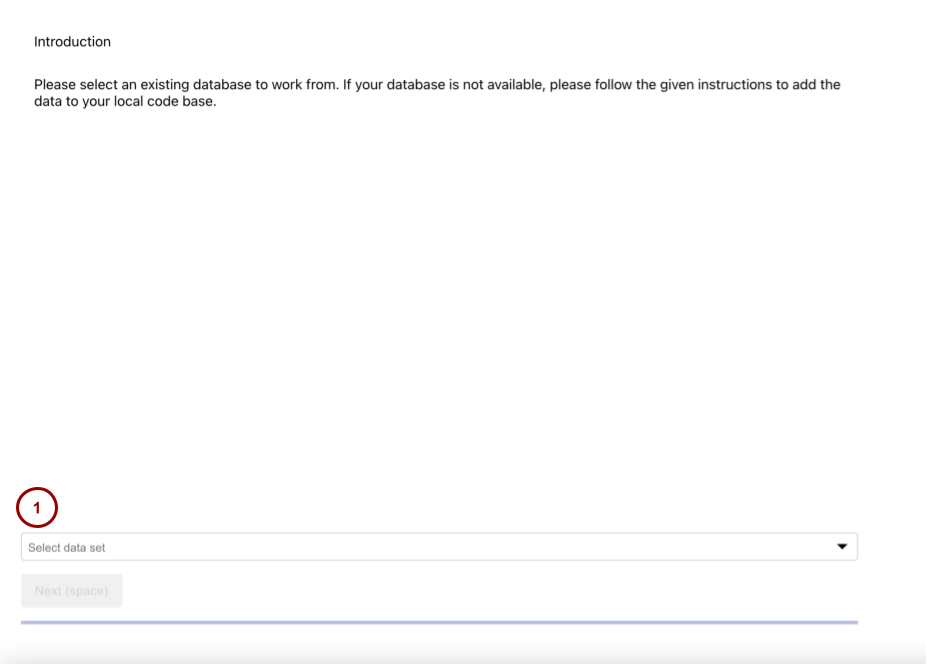 Introduction
Please select an existing database to work from. If your database is not available, please follow the given instructions to add the
data to your local code base.
1
Select data set
Next (space)